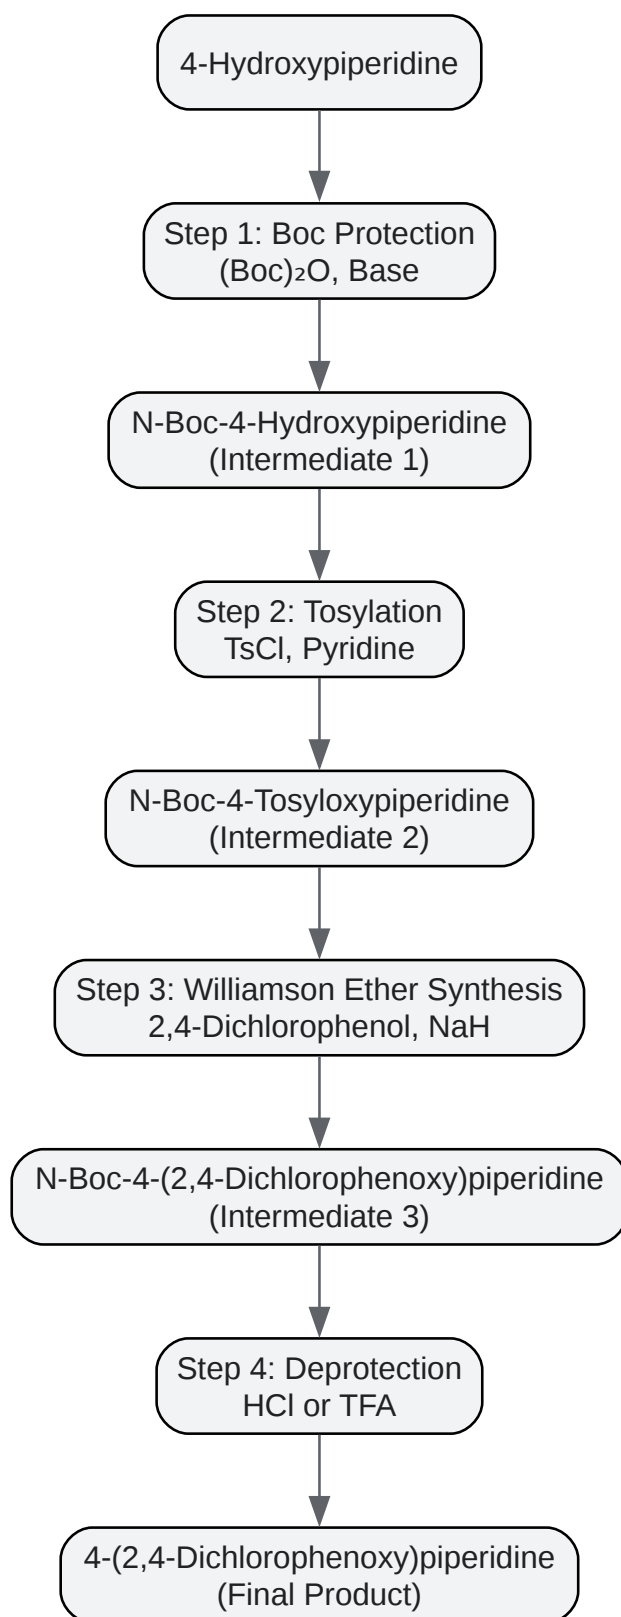 4-Hydroxypiperidine
Step 1: Boc Protection
(Boc)₂O, Base
N-Boc-4-Hydroxypiperidine
(Intermediate 1)
Step 2: Tosylation
TsCl, Pyridine
N-Boc-4-Tosyloxypiperidine
(Intermediate 2)
Step 3: Williamson Ether Synthesis
2,4-Dichlorophenol, NaH
N-Boc-4-(2,4-Dichlorophenoxy)piperidine
(Intermediate 3)
Step 4: Deprotection
HCl or TFA
4-(2,4-Dichlorophenoxy)piperidine
(Final Product)